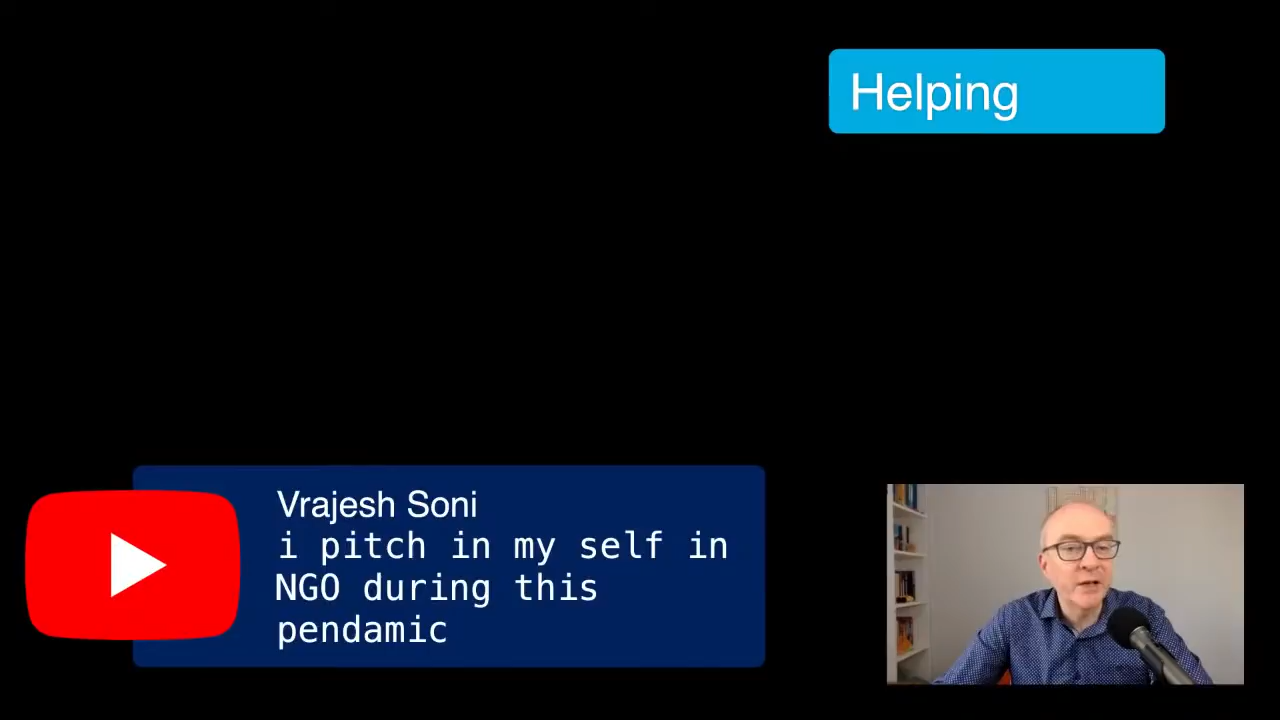 Helping
Vrajesh Soni
i pitch in my self in
NGO during this
pendamic